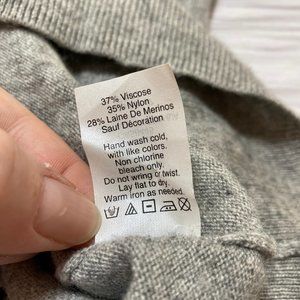 37% Viscose
35% Nylon
28% Laine De Merinos
Sauf Décoration
Hand wash cold,
with like colors.
Non chlorine
bleach only.
Do not wring or twist.
Lay flat to dry.
Warm iron as needed.